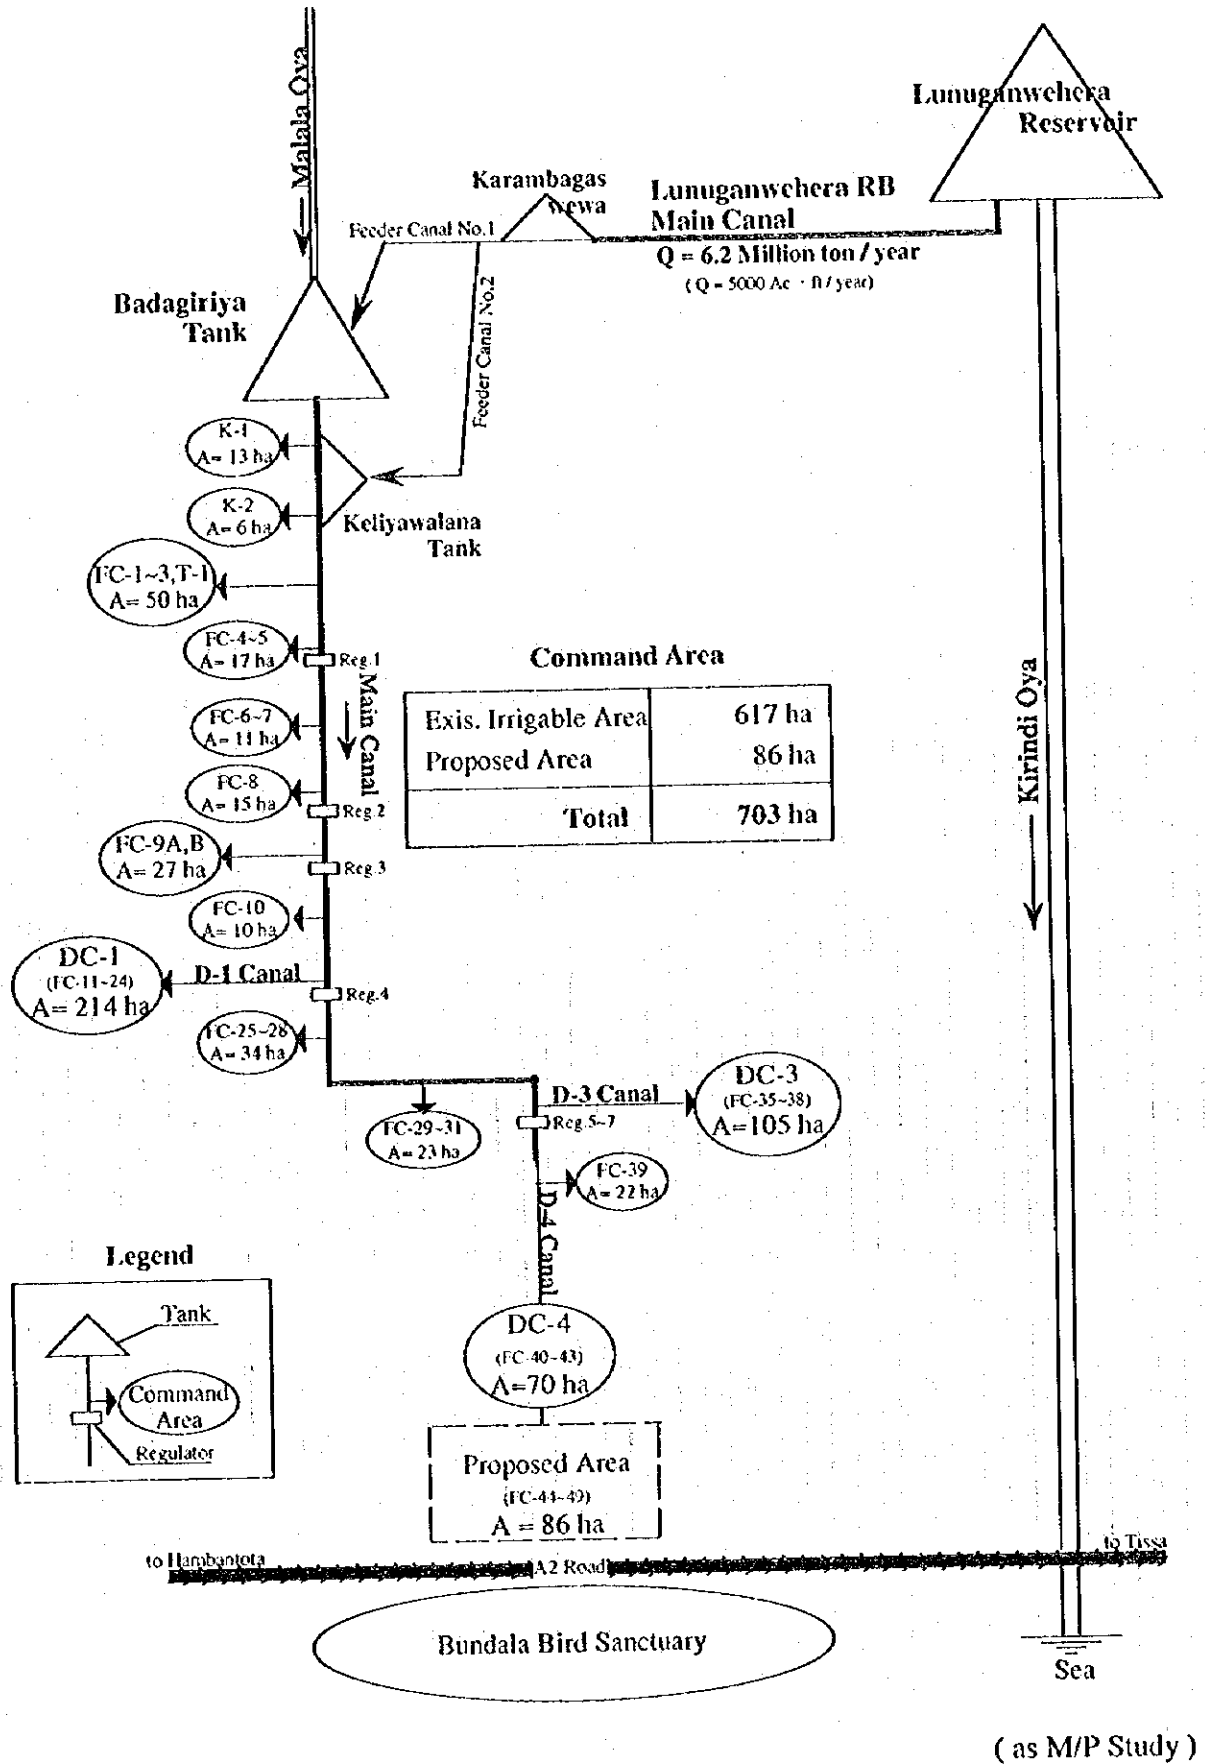 Malala Oya
Lunuganwehera
Reservoir
Karambagas
wewa
Lunuganwehera RB
Main Canal
Feeder Canal No.1
Q = 6.2 Million ton / year
( Q = 5000 Ac · ft / year)
Feeder Canal No.2
Badagiriya
Tank
K-1
A= 13 ha
K-2
A= 6 ha
Keliyawalana
Tank
FC-1~3,T-1
A= 50 ha
FC-4~5
A= 17 ha
Reg.1
Main Canal
Command Area
Exis. Irrigable Area 617 ha
Proposed Area 86 ha
Total 703 ha
FC-6~7
A= 11 ha
FC-8
A= 15 ha
Reg.2
Kirindi Oya
FC-9A,B
A= 27 ha
Reg.3
FC-10
A= 10 ha
DC-1
(FC-11~24)
A= 214 ha
D-1 Canal
Reg.4
FC-25~28
A= 34 ha
D-3 Canal
DC-3
(FC-35~38)
A=105 ha
Reg.5~7
FC-29~31
A= 23 ha
FC-39
A= 22 ha
D-4 Canal
Legend
Tank
Command
Area
Regulator
DC-4
(FC-40~43)
A=70 ha
Proposed Area
(FC-44~49)
A = 86 ha
to Hambantota
A2 Road
to Tissa
Bundala Bird Sanctuary
Sea
( as M/P Study )